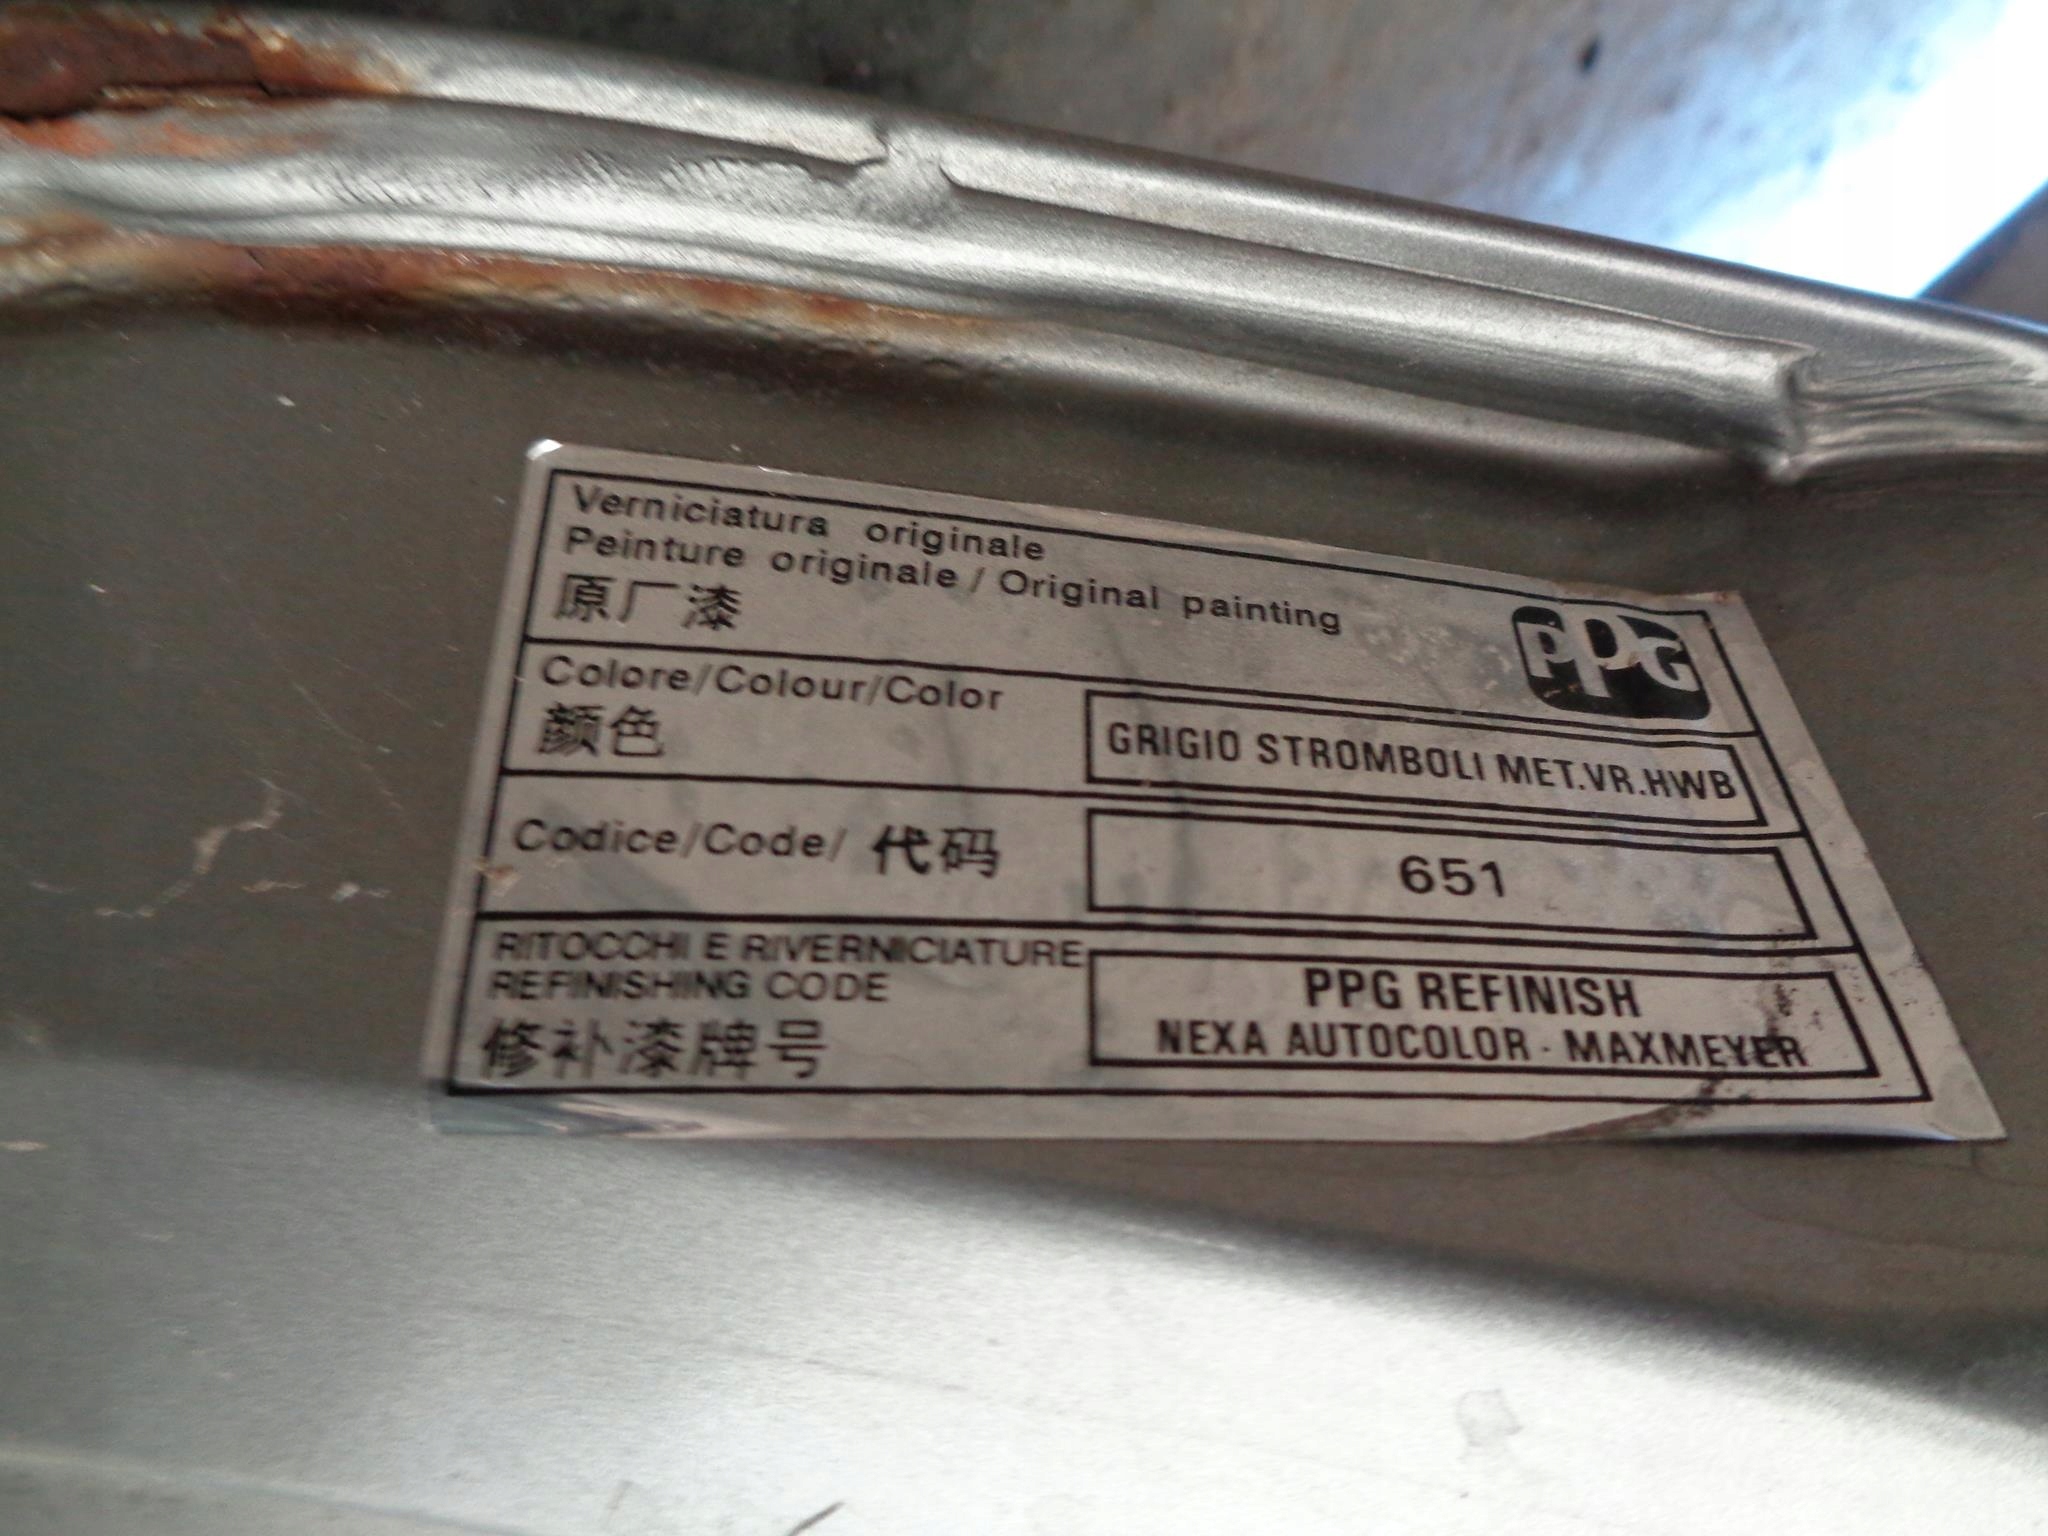 Verniciatura originale
Peinture originale / Original painting
原厂漆
PPG
Colore/Colour/Color
颜色
GRIGIO STROMBOLI MET.VR.HWB
Codice/Code/ 代码
651
RITOCCHI E RIVERNICIATURE
REFINISHING CODE
修补漆牌号
PPG REFINISH
NEXA AUTOCOLOR - MAXMEYER